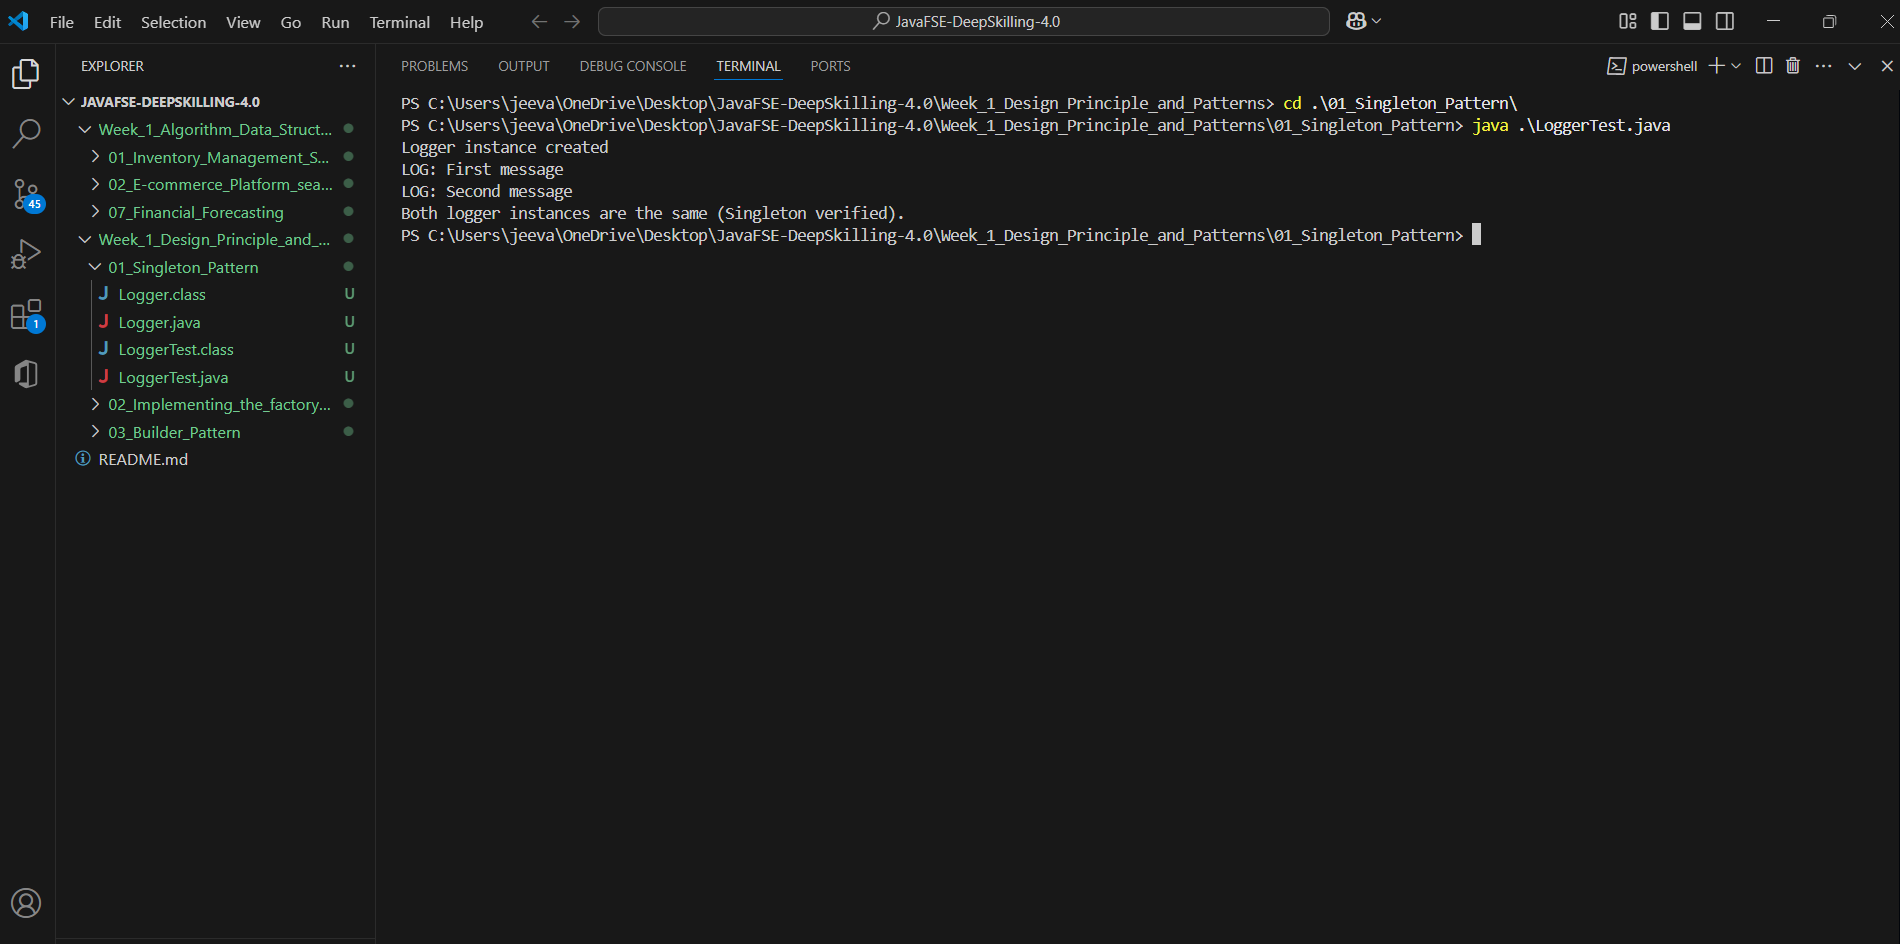 File Edit Selection View Go Run Terminal Help
JavaFSE-DeepSkilling-4.0
EXPLORER
JAVAFSE-DEEPSKILLING-4.0
Week_1_Algorithm_Data_Struct...
01_Inventory_Management_S...
02_E-commerce_Platform_sea...
07_Financial_Forecasting
Week_1_Design_Principle_and_...
01_Singleton_Pattern
Logger.class U
Logger.java U
LoggerTest.class U
LoggerTest.java U
02_Implementing_the_factory...
03_Builder_Pattern
README.md
45
1
PROBLEMS OUTPUT DEBUG CONSOLE TERMINAL PORTS
powershell
PS C:\Users\jeeva\OneDrive\Desktop\JavaFSE-DeepSkilling-4.0\Week_1_Design_Principle_and_Patterns> cd .\01_Singleton_Pattern\
PS C:\Users\jeeva\OneDrive\Desktop\JavaFSE-DeepSkilling-4.0\Week_1_Design_Principle_and_Patterns\01_Singleton_Pattern> java .\LoggerTest.java
Logger instance created
LOG: First message
LOG: Second message
Both logger instances are the same (Singleton verified).
PS C:\Users\jeeva\OneDrive\Desktop\JavaFSE-DeepSkilling-4.0\Week_1_Design_Principle_and_Patterns\01_Singleton_Pattern>